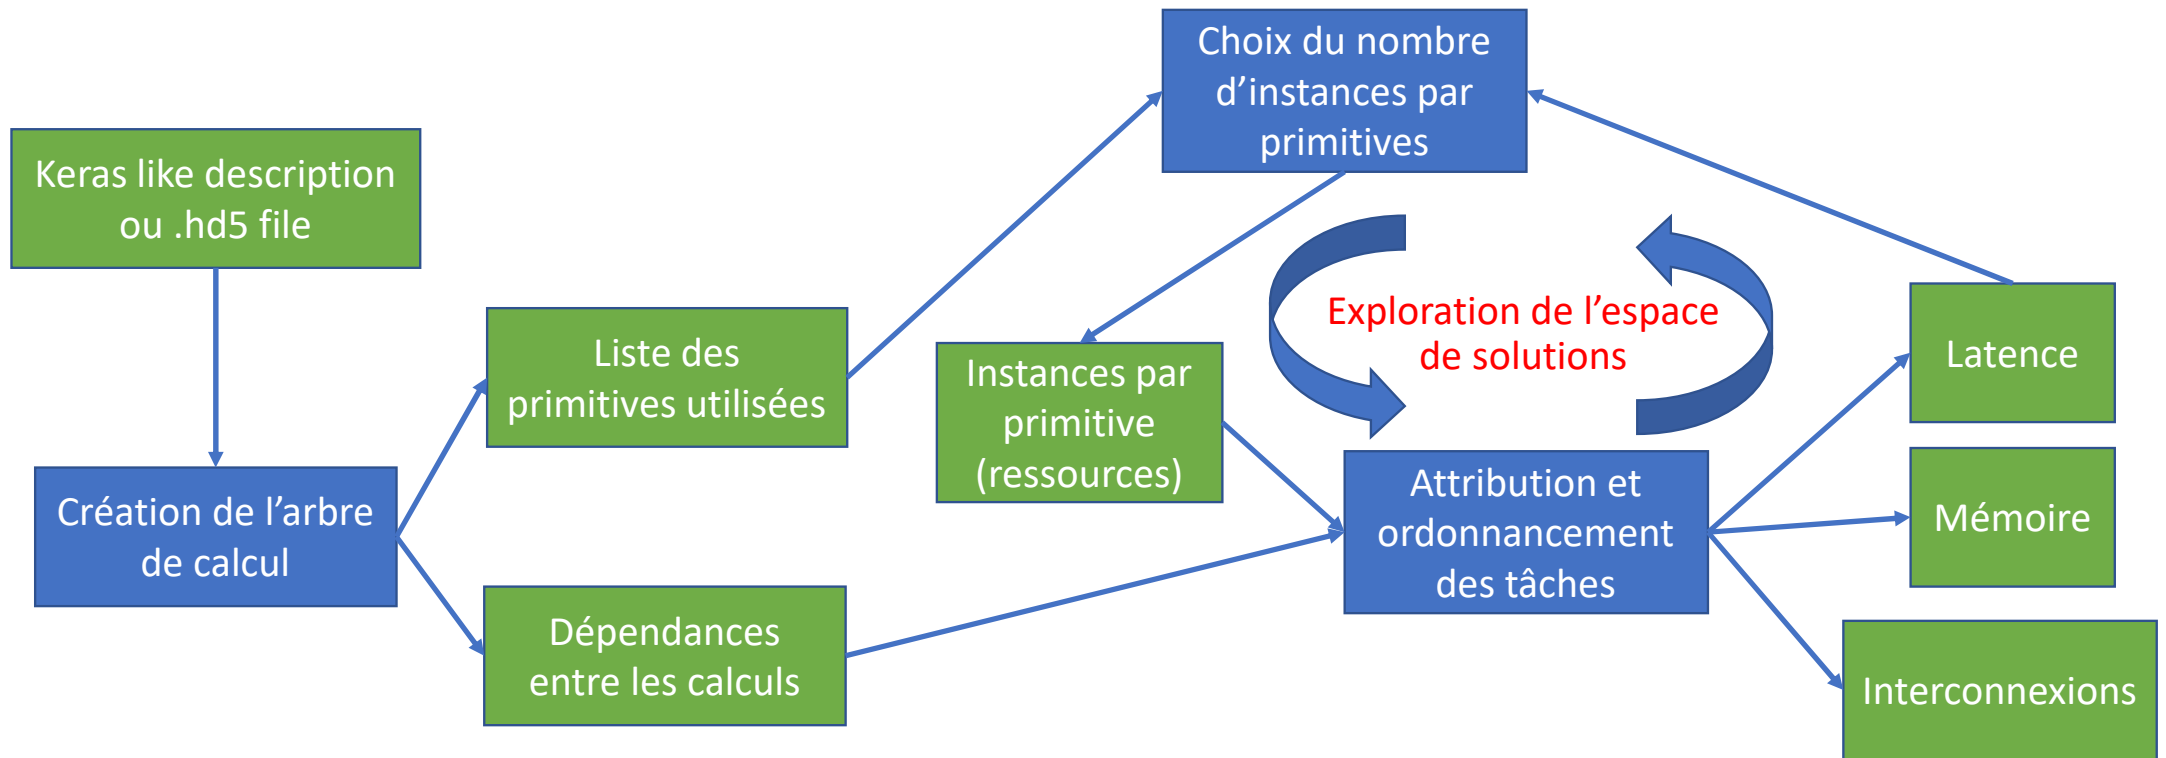 Choix du nombre
d’instances par
primitives
Keras like description
ou .hd5 file
Exploration de l’espace
de solutions
Liste des
primitives utilisées
Instances par
primitive
(ressources)
Latence
Création de l’arbre
de calcul
Attribution et
ordonnancement
des tâches
Mémoire
Dépendances
entre les calculs
Interconnexions